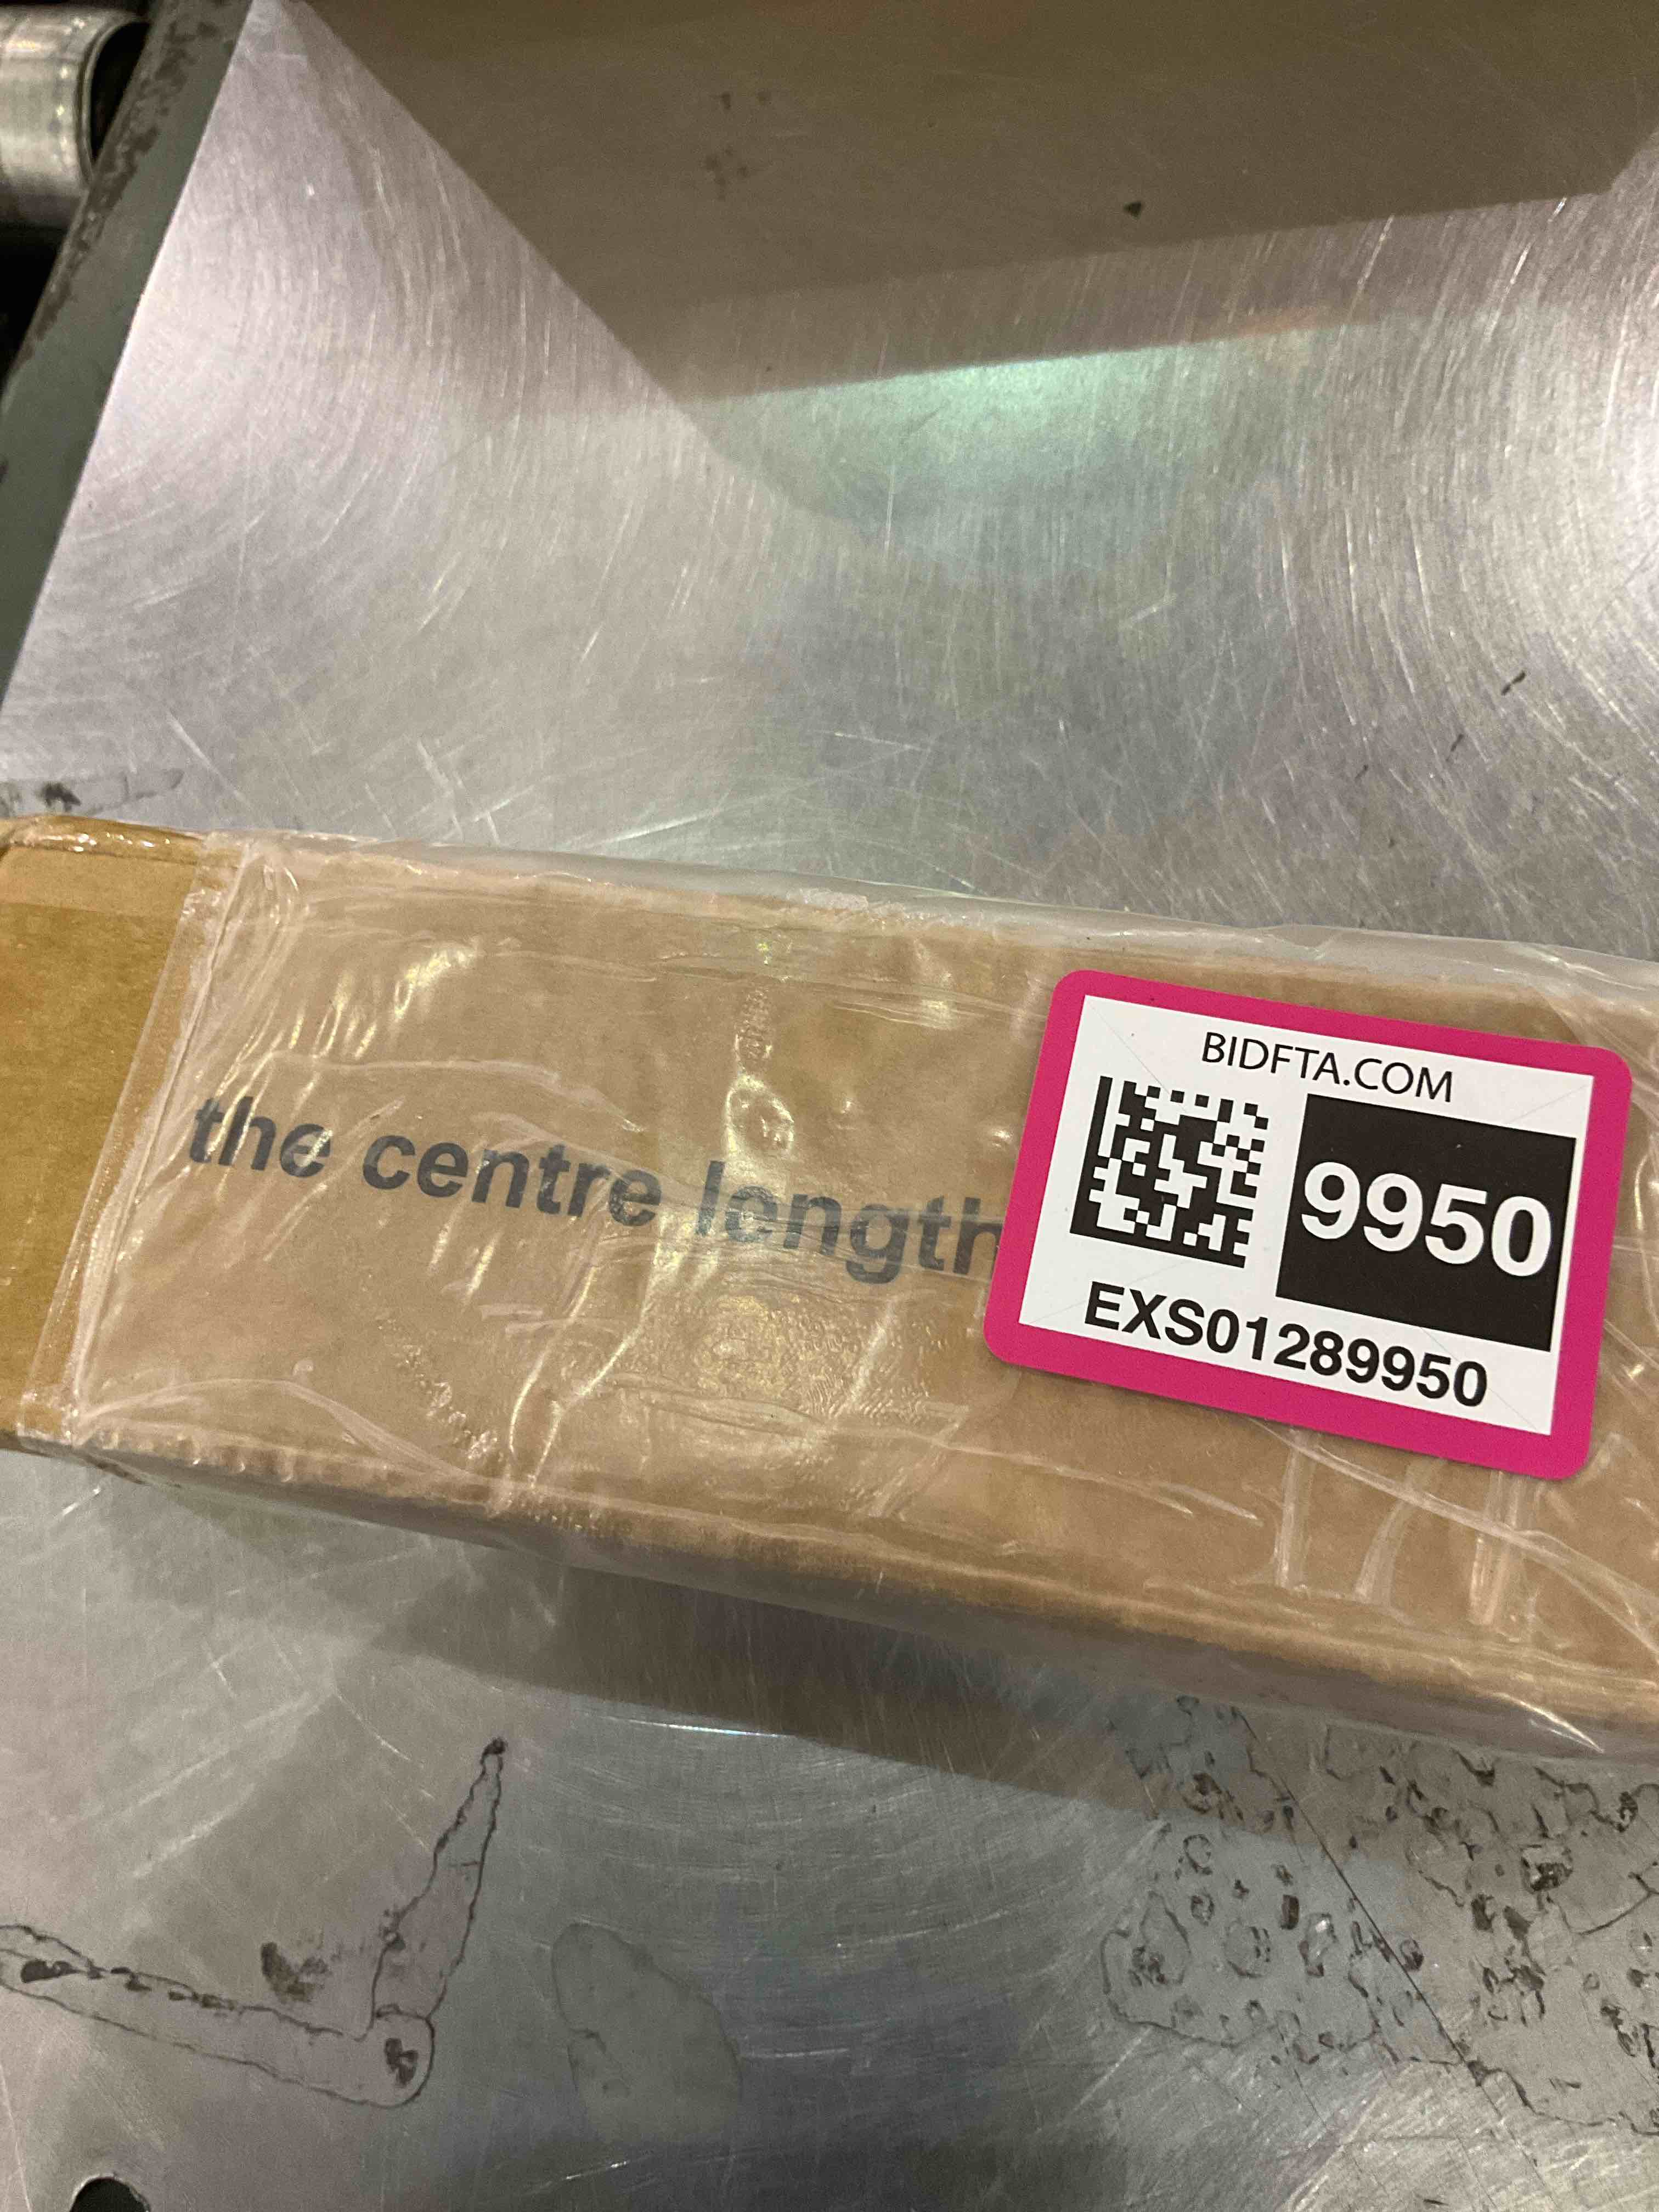 the centre length
BIDFTA.COM
9950
EXS01289950